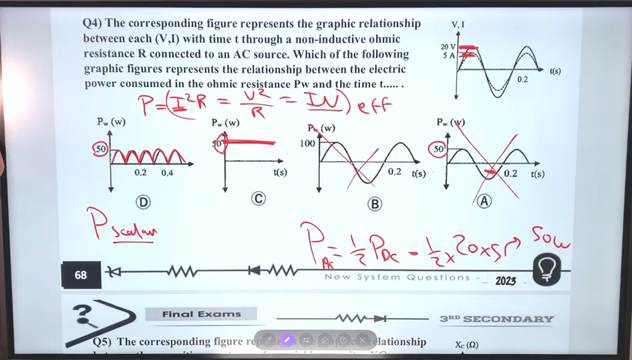 Q4) The corresponding figure represents the graphic relationship
between each (V,I) with time t through a non-inductive ohmic
resistance R connected to an AC source. Which of the following
graphic figures represents the relationship between the electric
power consumed in the ohmic resistance Pw and the time t..... .
V, I
20 V
5 A
0.2
t(s)
P=(I²R = V²/R = IV) eff
Pw (w)
50
0.2 0.4
D
Pw (w)
50
t(s)
C
Pw (w)
100
0.2 t(s)
B
Pw (w)
50
0.2 t(s)
A
P scalar
P AC = 1/2 P DC = 1/2 x 20x5 → 50w
68
New System Questions - 2023
Final Exams
3RD SECONDARY
Q5) The corresponding figure re
lationship
Xc (Ω)